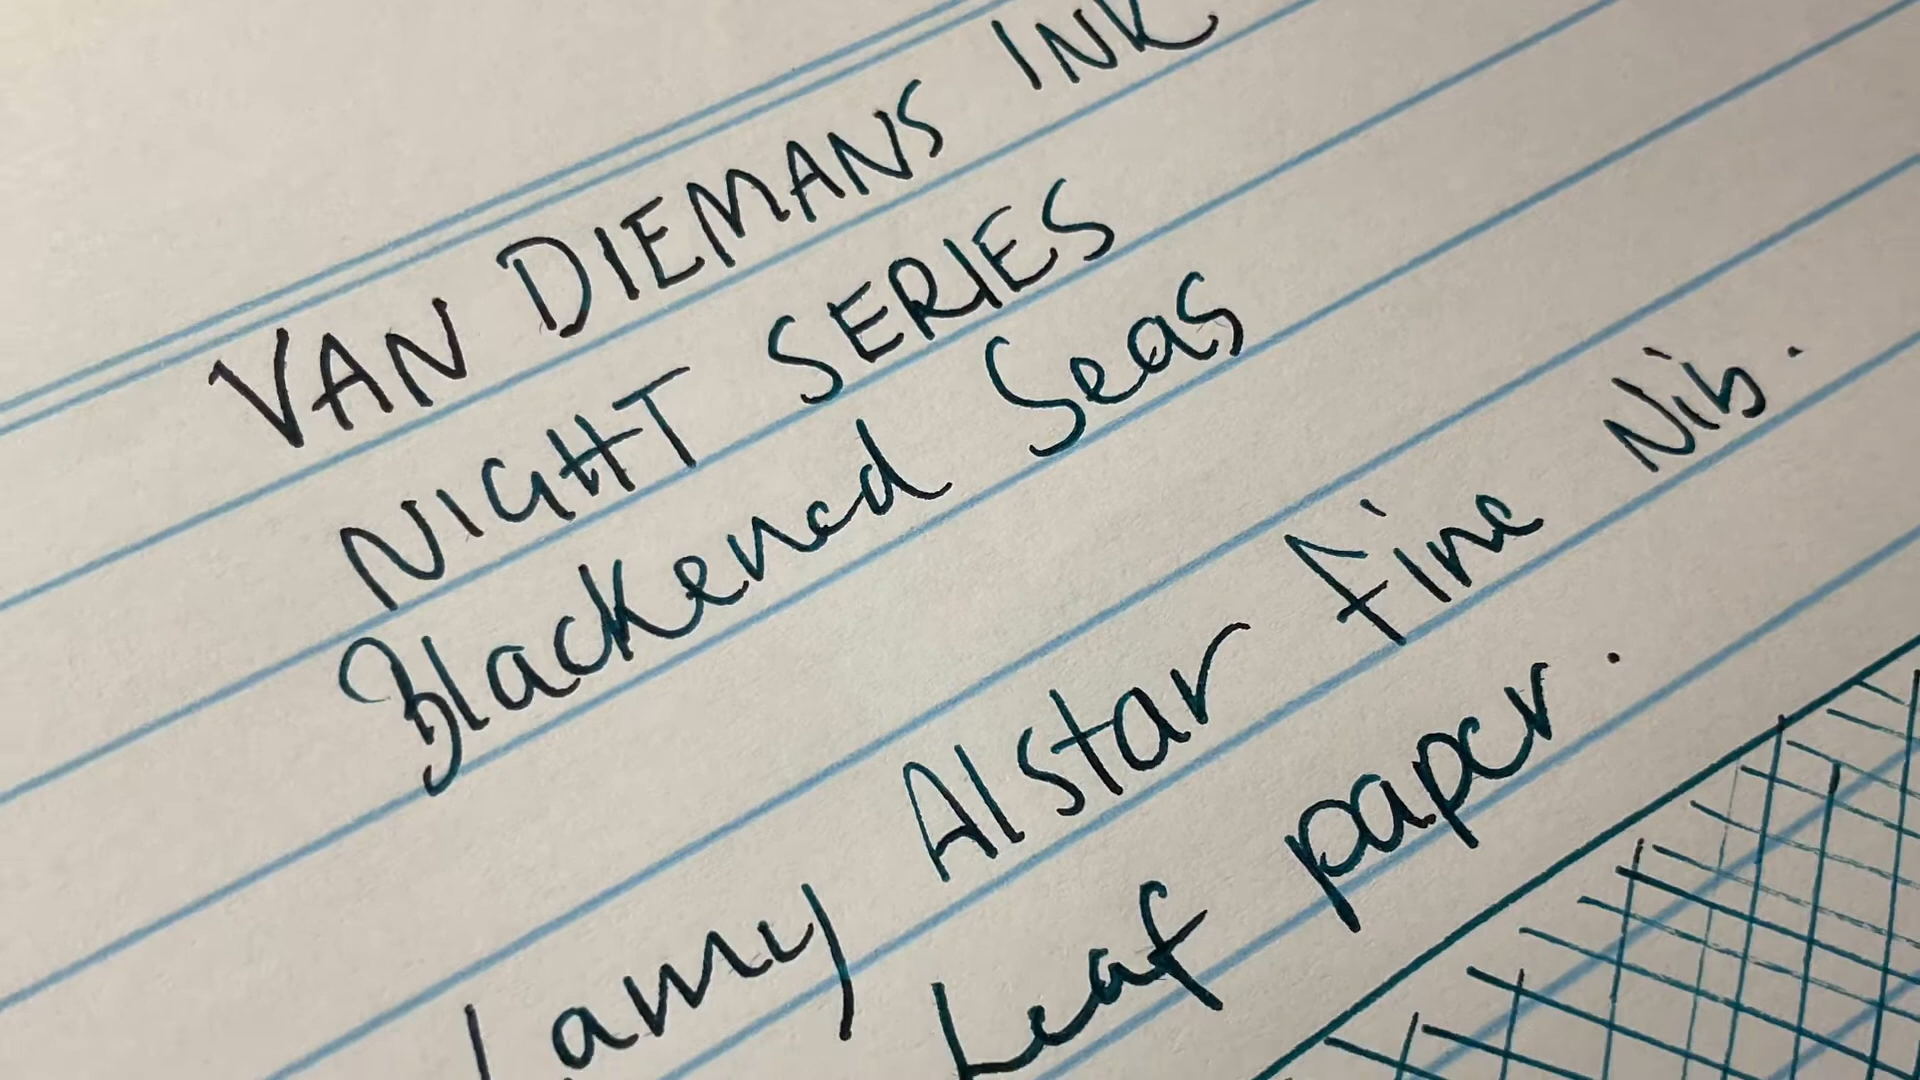 VAN DIEMANS INK
NIGHT SERIES
Blackened Seas
Lamy Alstar fine Nib.
Leaf paper.